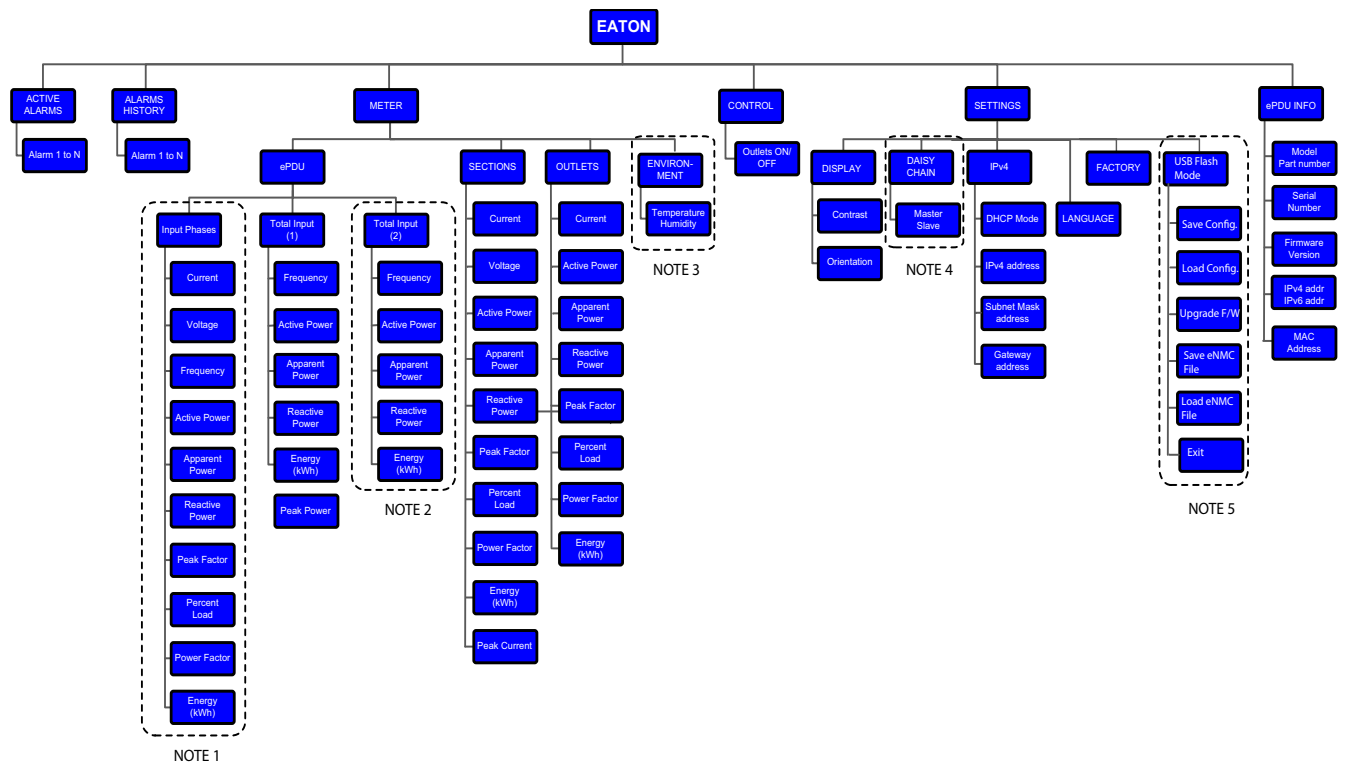 EATON
ACTIVE
ALARMS
Alarm 1 to N
ALARMS
HISTORY
Alarm 1 to N
METER
ePDU
Input Phases
Current
Voltage
Frequency
Active Power
Apparent
Power
Reactive
Power
Peak Factor
Percent
Load
Power Factor
Energy
(kWh)
NOTE 1
Total Input
(1)
Frequency
Active Power
Apparent
Power
Reactive
Power
Energy
(kWh)
Peak Power
Total Input
(2)
Frequency
Active Power
Apparent
Power
Reactive
Power
Energy
(kWh)
NOTE 2
SECTIONS
Current
Voltage
Active Power
Apparent
Power
Reactive
Power
Peak Factor
Percent
Load
Power Factor
Energy
(kWh)
Peak Current
OUTLETS
Current
Active Power
Apparent
Power
Reactive
Power
Peak Factor
Percent
Load
Power Factor
Energy
(kWh)
ENVIRON-
MENT
Temperature
Humidity
NOTE 3
CONTROL
Outlets ON/
OFF
SETTINGS
DISPLAY
Contrast
Orientation
DAISY
CHAIN
Master
Slave
NOTE 4
IPv4
DHCP Mode
IPv4 address
Subnet Mask
address
Gateway
address
LANGUAGE
FACTORY
USB Flash
Mode
Save Config.
Load Config.
Upgrade F/W
Save eNMC
File
Load eNMC
File
Exit
NOTE 5
ePDU INFO
Model
Part number
Serial
Number
Firmware
Version
IPv4 addr
IPv6 addr
MAC
Address